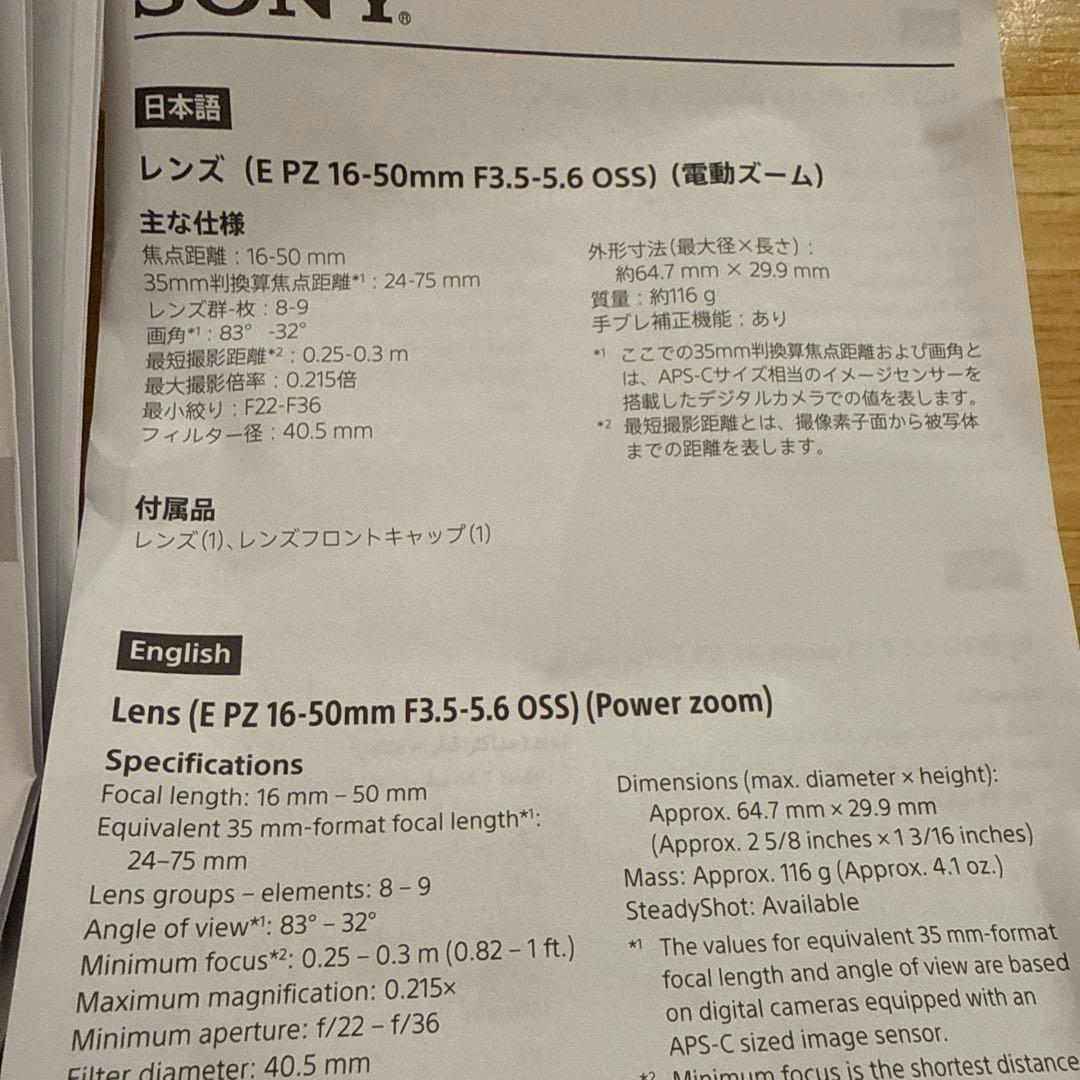 SONY®
日本語
レンズ（E PZ 16-50mm F3.5-5.6 OSS）（電動ズーム）
主な仕様
焦点距離：16-50 mm
35mm判換算焦点距離*1：24-75 mm
レンズ群-枚：8-9
画角*1：83° -32°
最短撮影距離*2：0.25-0.3 m
最大撮影倍率：0.215倍
最小絞り：F22-F36
フィルター径：40.5 mm
外形寸法（最大径×長さ）：
約64.7 mm × 29.9 mm
質量：約116 g
手ブレ補正機能：あり
*1 ここでの35mm判換算焦点距離および画角と
は、APS-Cサイズ相当のイメージセンサーを
搭載したデジタルカメラでの値を表します。
*2 最短撮影距離とは、撮像素子面から被写体
までの距離を表します。
付属品
レンズ(1)、レンズフロントキャップ(1)
English
Lens (E PZ 16-50mm F3.5-5.6 OSS) (Power zoom)
Specifications
Focal length: 16 mm – 50 mm
Equivalent 35 mm-format focal length*1:
24–75 mm
Lens groups – elements: 8 – 9
Angle of view*1: 83° – 32°
Minimum focus*2: 0.25 – 0.3 m (0.82 – 1 ft.)
Maximum magnification: 0.215×
Minimum aperture: f/22 – f/36
Filter diameter: 40.5 mm
Dimensions (max. diameter × height):
Approx. 64.7 mm × 29.9 mm
(Approx. 2 5/8 inches × 1 3/16 inches)
Mass: Approx. 116 g (Approx. 4.1 oz.)
SteadyShot: Available
*1 The values for equivalent 35 mm-format
focal length and angle of view are based
on digital cameras equipped with an
APS-C sized image sensor.
*2 Minimum focus is the shortest distance